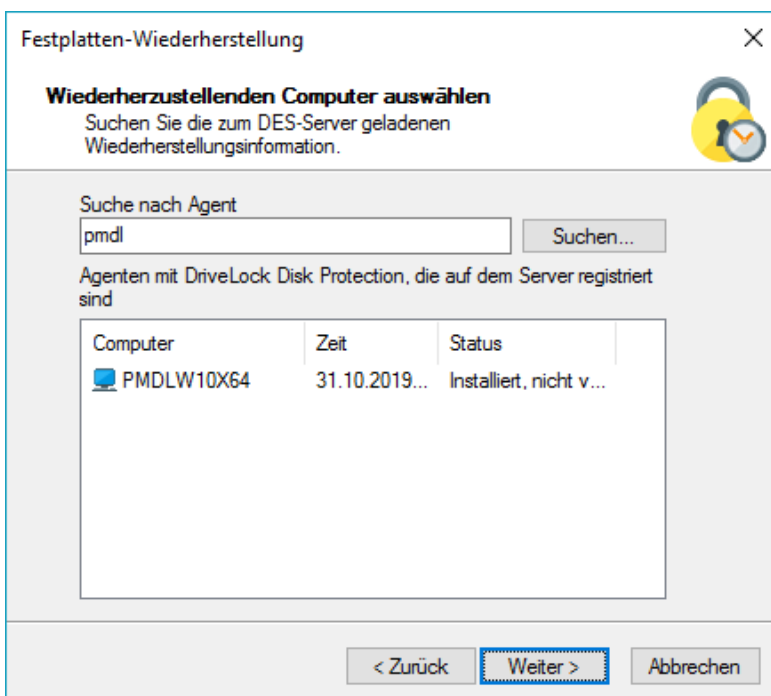 Festplatten-Wiederherstellung
Wiederherzustellenden Computer auswählen
Suchen Sie die zum DES-Server geladenen
Wiederherstellungsinformation.
Suche nach Agent
pmdl
Suchen...
Agenten mit DriveLock Disk Protection, die auf dem Server registriert
sind
Computer Zeit Status
PMDLW10X64 31.10.2019... Installiert, nicht v...
< Zurück Weiter > Abbrechen